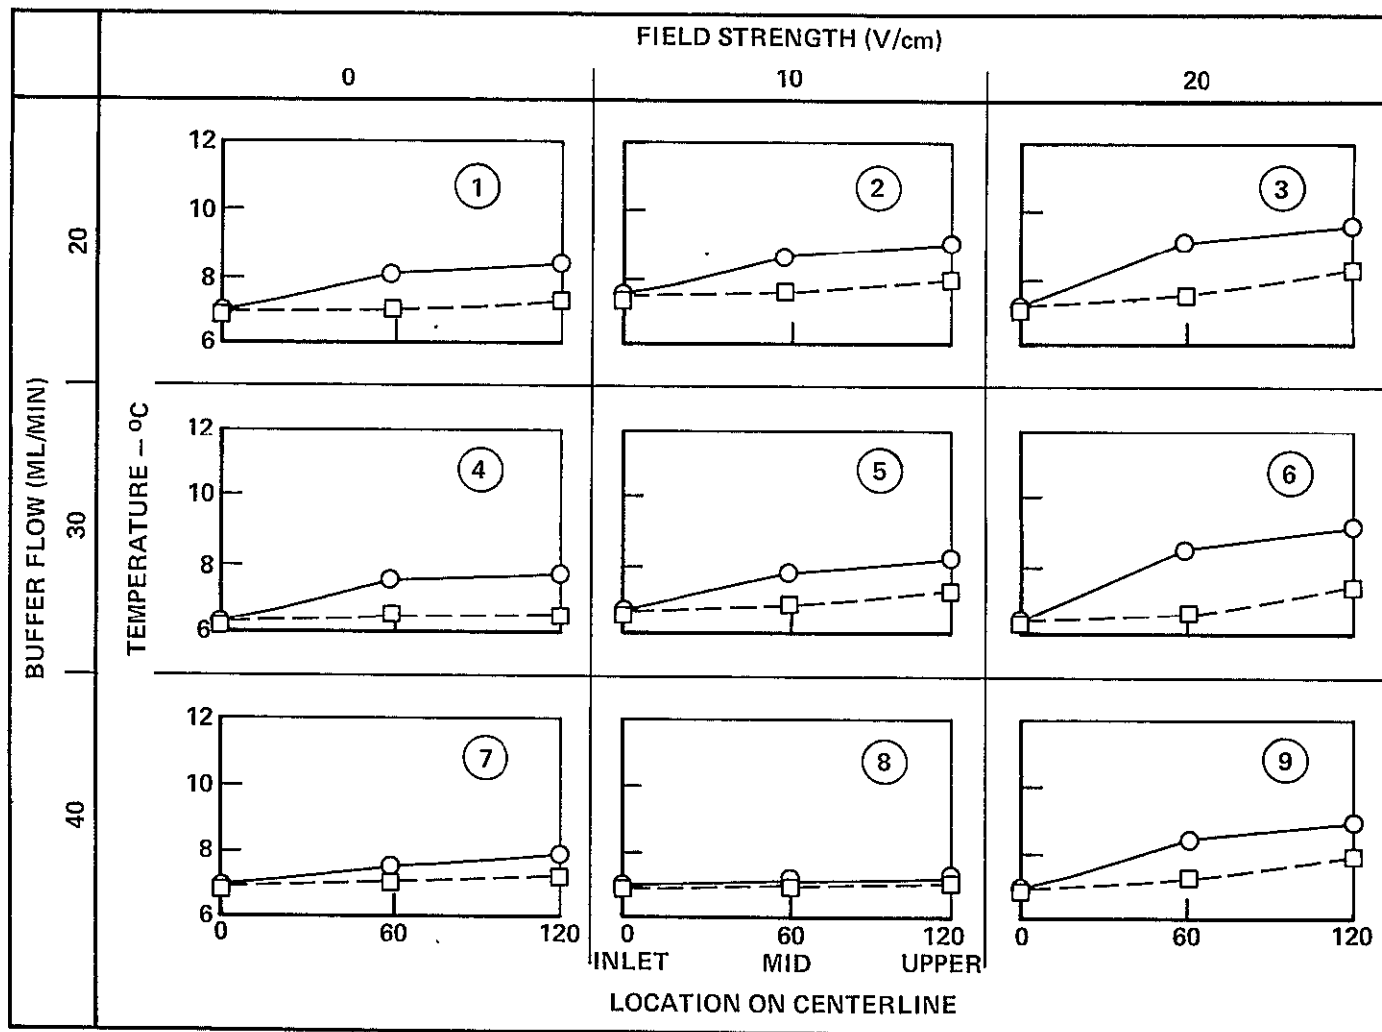 FIELD STRENGTH (V/cm)
0 10 20
BUFFER FLOW (ML/MIN)
20
30
40
TEMPERATURE – ºC
12
10
8
6
1
2
3
12
10
8
6
4
5
6
12
10
8
6
7
8
9
0 60 120
0 60 120
0 60 120
INLET MID UPPER
LOCATION ON CENTERLINE